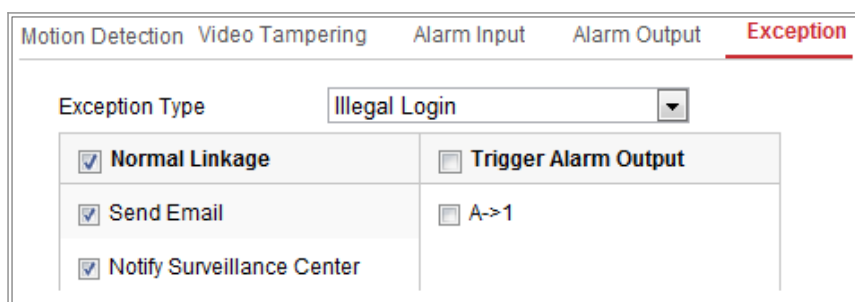 Motion Detection Video Tampering Alarm Input Alarm Output Exception
Exception Type Illegal Login
Normal Linkage Trigger Alarm Output
Send Email A->1
Notify Surveillance Center